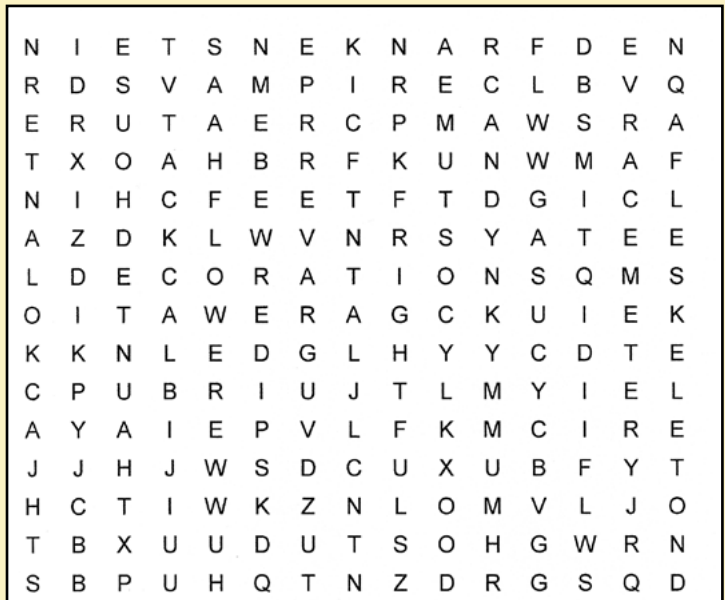 N I E T S N E K N A R F D E N
R D S V A M P I R E C L B V Q
E R U T A E R C P M A W S R A
T X O A H B R F K U N W M A F
N I H C F E E T F T D G I C L
A Z D K L W V N R S Y A T E E
L D E C O R A T I O N S Q M S
O I T A W E R A G C K U I E K
K K N L E D G L H Y Y C D T E
C P U B R I U J T L M Y I E L
A Y A I E P V L F K M C I R E
J J H J W S D C U X U B F Y T
H C T I W K Z N L O M V L J O
T B X U U D U T S O H G W R N
S B P U H Q T N Z D R G S Q D